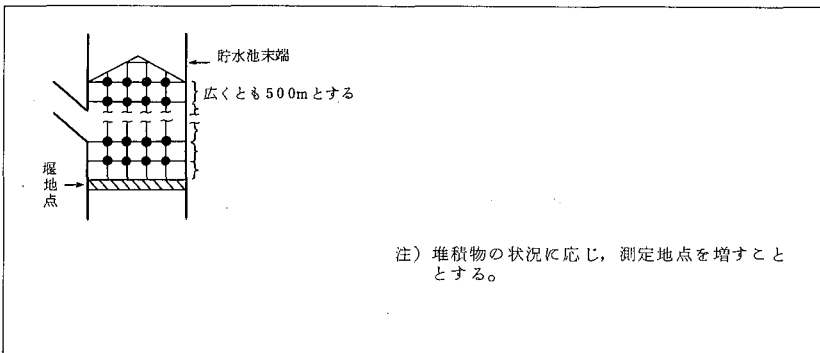 貯水池末端
広くとも500mとする
堰地点
注) 堆積物の状況に応じ,測定地点を増すこと
とする。